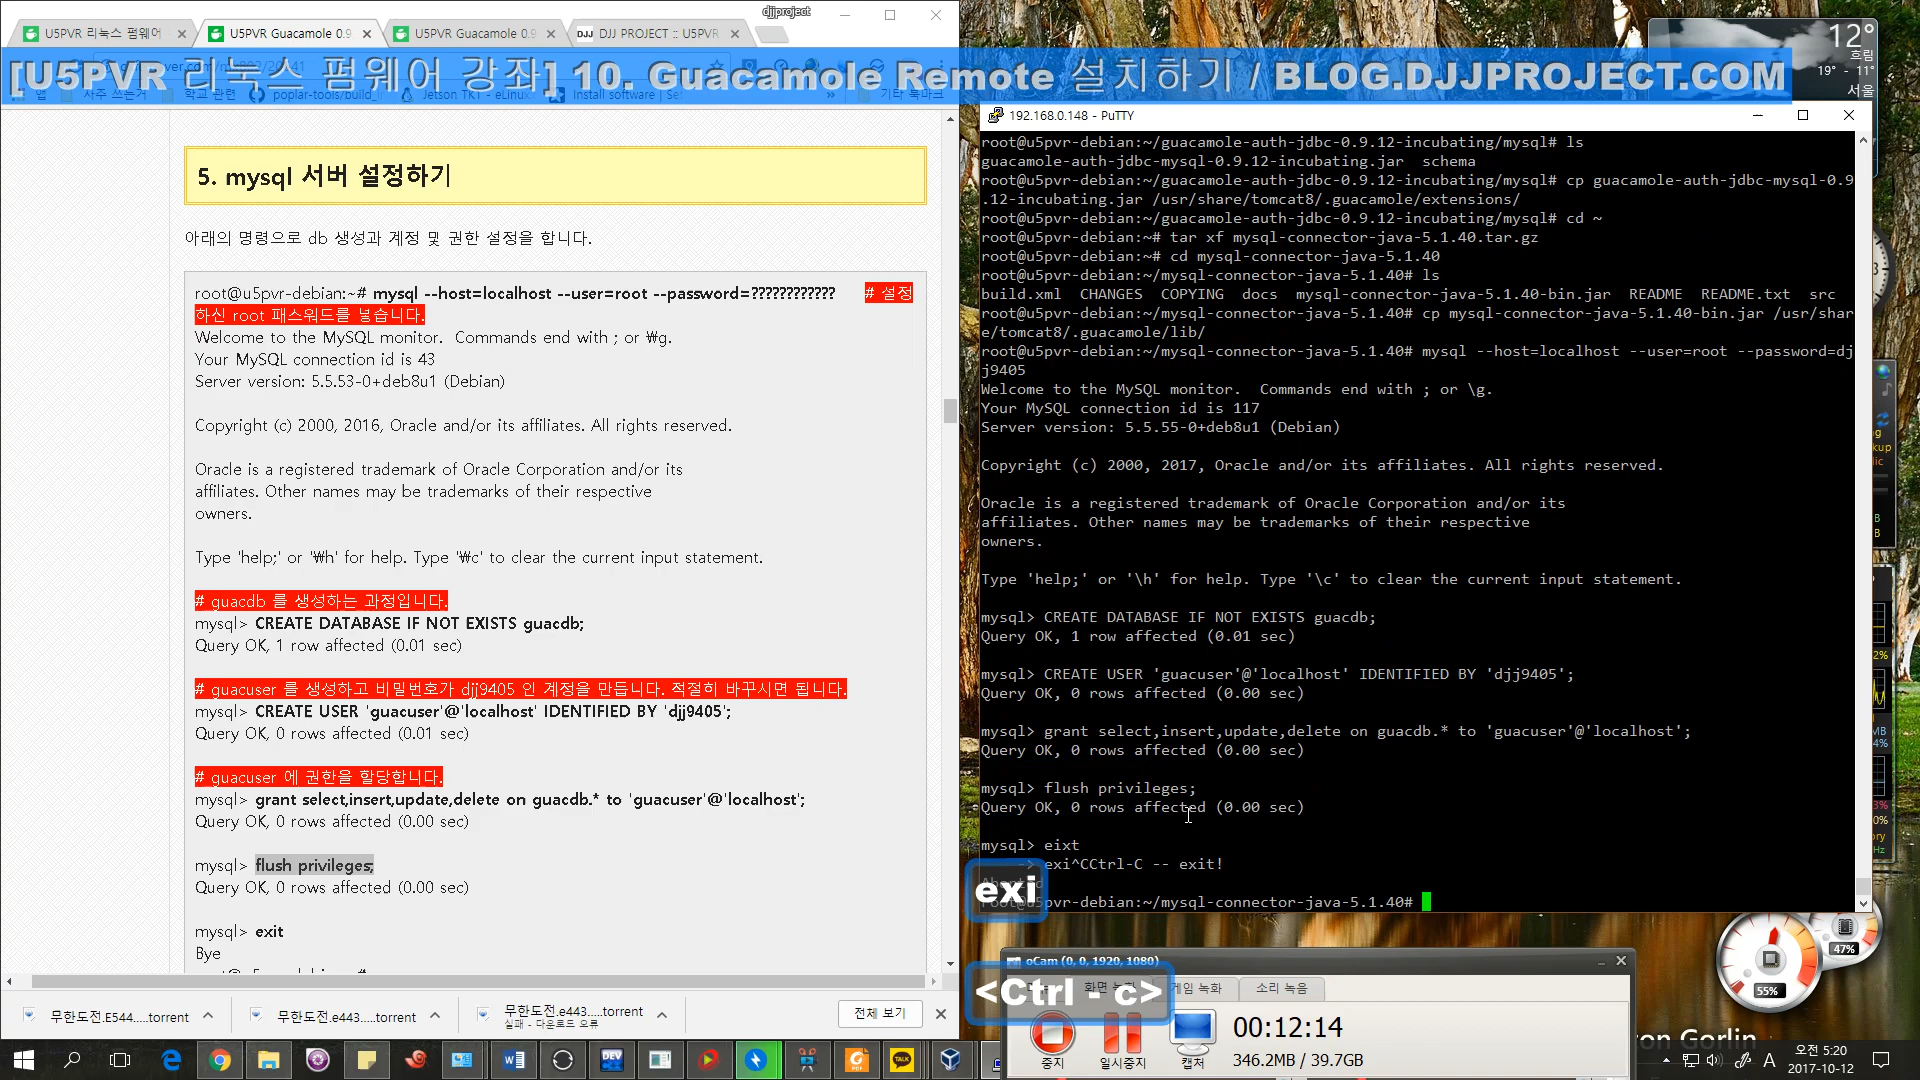 djjproject
U5PVR 리눅스 펌웨어
U5PVR Guacamole 0.9
U5PVR Guacamole 0.9
DJJ PROJECT :: U5PVR
[U5PVR 리눅스 펌웨어 강좌] 10. Guacamole Remote 설치하기 / BLOG.DJJPROJECT.COM
12°
흐림
19° - 11°
서울
5. mysql 서버 설정하기
아래의 명령으로 db 생성과 계정 및 권한 설정을 합니다.
root@u5pvr-debian:~# mysql --host=localhost --user=root --password=???????????? # 설정
하신 root 패스워드를 넣습니다.
Welcome to the MySQL monitor.  Commands end with ; or ₩g.
Your MySQL connection id is 43
Server version: 5.5.53-0+deb8u1 (Debian)
Copyright (c) 2000, 2016, Oracle and/or its affiliates. All rights reserved.
Oracle is a registered trademark of Oracle Corporation and/or its
affiliates. Other names may be trademarks of their respective
owners.
Type 'help;' or '₩h' for help. Type '₩c' to clear the current input statement.
# guacdb 를 생성하는 과정입니다.
mysql> CREATE DATABASE IF NOT EXISTS guacdb;
Query OK, 1 row affected (0.01 sec)
# guacuser 를 생성하고 비밀번호가 djj9405 인 계정을 만듭니다. 적절히 바꾸시면 됩니다.
mysql> CREATE USER 'guacuser'@'localhost' IDENTIFIED BY 'djj9405';
Query OK, 0 rows affected (0.01 sec)
# guacuser 에 권한을 할당합니다.
mysql> grant select,insert,update,delete on guacdb.* to 'guacuser'@'localhost';
Query OK, 0 rows affected (0.00 sec)
mysql> flush privileges;
Query OK, 0 rows affected (0.00 sec)
mysql> exit
Bye
192.168.0.148 - PuTTY
root@u5pvr-debian:~/guacamole-auth-jdbc-0.9.12-incubating/mysql# ls
guacamole-auth-jdbc-mysql-0.9.12-incubating.jar  schema
root@u5pvr-debian:~/guacamole-auth-jdbc-0.9.12-incubating/mysql# cp guacamole-auth-jdbc-mysql-0.9
.12-incubating.jar /usr/share/tomcat8/.guacamole/extensions/
root@u5pvr-debian:~/guacamole-auth-jdbc-0.9.12-incubating/mysql# cd ~
root@u5pvr-debian:~# tar xf mysql-connector-java-5.1.40.tar.gz
root@u5pvr-debian:~# cd mysql-connector-java-5.1.40
root@u5pvr-debian:~/mysql-connector-java-5.1.40# ls
build.xml  CHANGES  COPYING  docs  mysql-connector-java-5.1.40-bin.jar  README  README.txt  src
root@u5pvr-debian:~/mysql-connector-java-5.1.40# cp mysql-connector-java-5.1.40-bin.jar /usr/shar
e/tomcat8/.guacamole/lib/
root@u5pvr-debian:~/mysql-connector-java-5.1.40# mysql --host=localhost --user=root --password=dj
j9405
Welcome to the MySQL monitor.  Commands end with ; or \g.
Your MySQL connection id is 117
Server version: 5.5.55-0+deb8u1 (Debian)
Copyright (c) 2000, 2017, Oracle and/or its affiliates. All rights reserved.
Oracle is a registered trademark of Oracle Corporation and/or its
affiliates. Other names may be trademarks of their respective
owners.
Type 'help;' or '\h' for help. Type '\c' to clear the current input statement.
mysql> CREATE DATABASE IF NOT EXISTS guacdb;
Query OK, 1 row affected (0.01 sec)
mysql> CREATE USER 'guacuser'@'localhost' IDENTIFIED BY 'djj9405';
Query OK, 0 rows affected (0.00 sec)
mysql> grant select,insert,update,delete on guacdb.* to 'guacuser'@'localhost';
Query OK, 0 rows affected (0.00 sec)
mysql> flush privileges;
Query OK, 0 rows affected (0.00 sec)
mysql> eixt
-> exi^CCtrl-C -- exit!
root@u5pvr-debian:~/mysql-connector-java-5.1.40#
exi
<Ctrl - c>
oCam (0, 0, 1920, 1080)
게임 녹화
소리 녹음
중지
일시중지
캡처
00:12:14
346.2MB / 39.7GB
47%
55%
on Gorlin
무한도전.E544.....torrent
무한도전.e443.....torrent
무한도전.e443.....torrent
실패 - 다운로드 오류
전체 보기
오전 5:20
2017-10-12